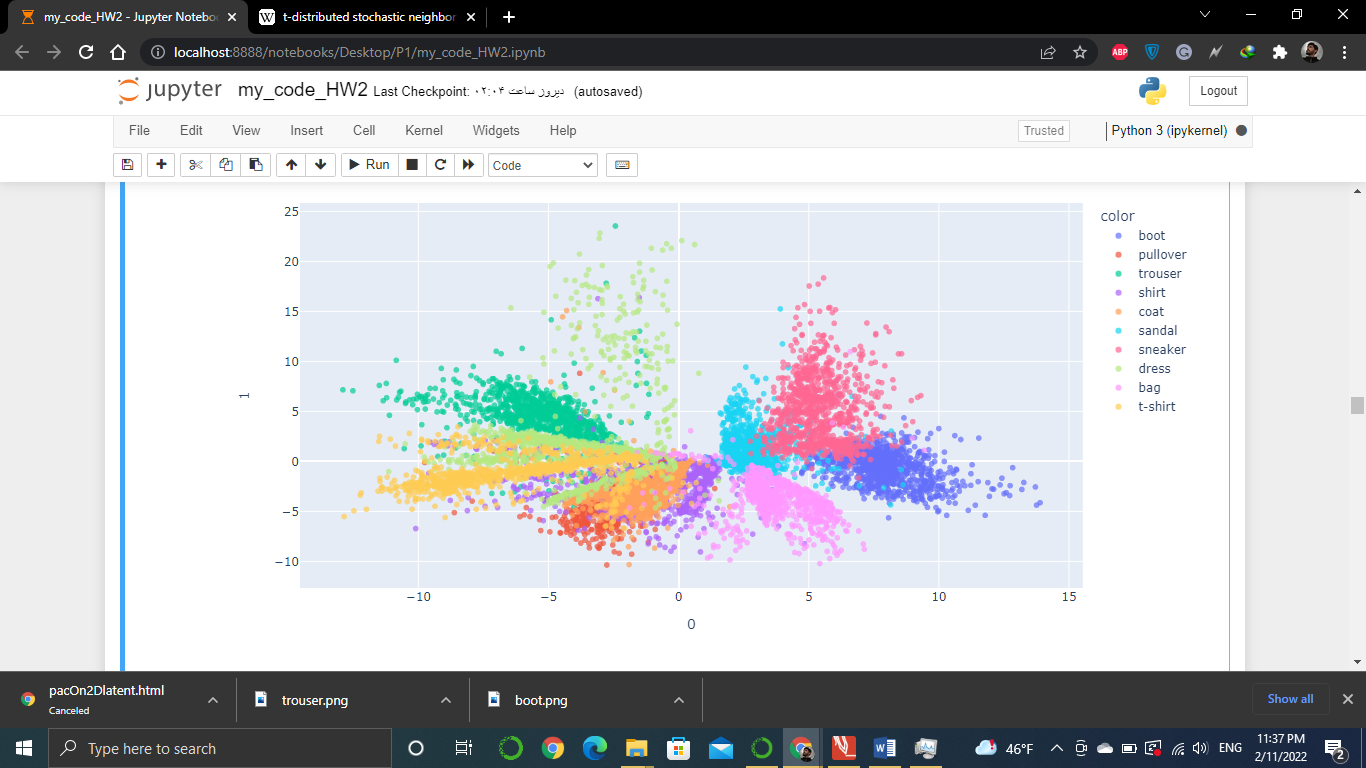 my_code_HW2 - Jupyter Notebo
t-distributed stochastic neighbor
localhost:8888/notebooks/Desktop/P1/my_code_HW2.ipynb
ABP
G
jupyter my_code_HW2 Last Checkpoint: دیروز ساعت ۰۲:۰۴ (autosaved)
Logout
File Edit View Insert Cell Kernel Widgets Help
Trusted Python 3 (ipykernel)
Run Code
color
boot
pullover
trouser
shirt
coat
sandal
sneaker
dress
bag
t-shirt
25
20
15
10
5
0
−5
−10
1
−10 −5 0 5 10 15
0
pacOn2Dlatent.html
Canceled
trouser.png
boot.png
Show all
Type here to search
46°F
ENG
11:37 PM
2/11/2022
2